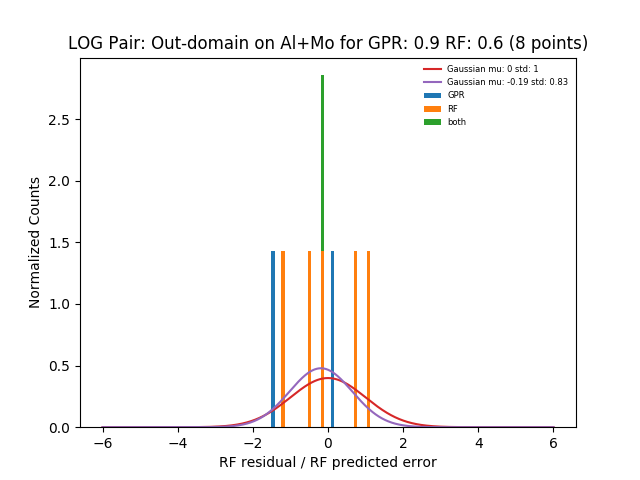 LOG Pair: Out-domain on Al+Mo for GPR: 0.9 RF: 0.6 (8 points)
Gaussian mu: 0 std: 1
Gaussian mu: -0.19 std: 0.83
GPR
RF
both
Normalized Counts
2.5
2.0
1.5
1.0
0.5
0.0
−6 −4 −2 0 2 4 6
RF residual / RF predicted error